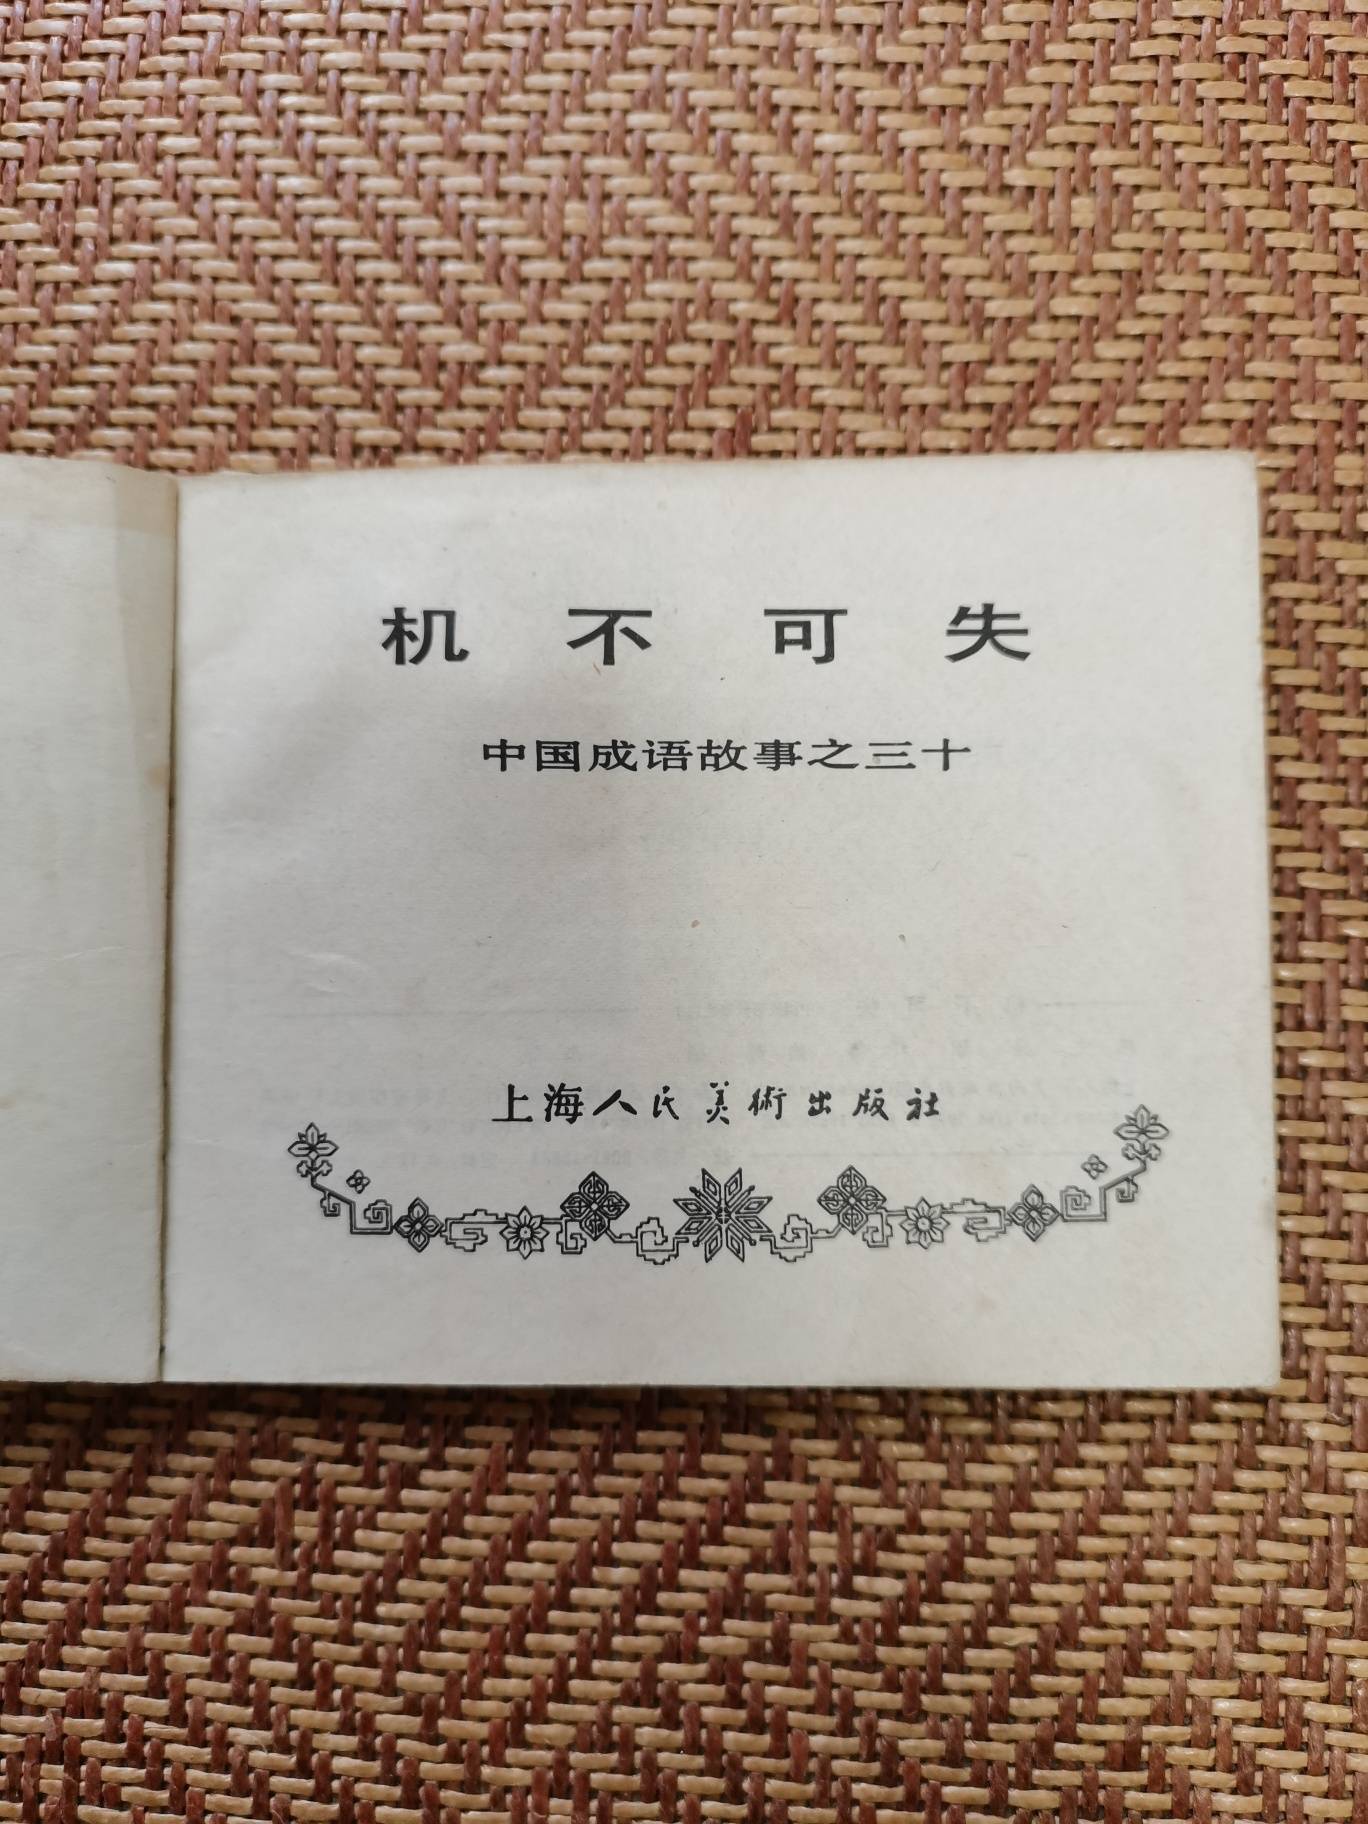 机不可失
中国成语故事之三十
上海人民美術出版社